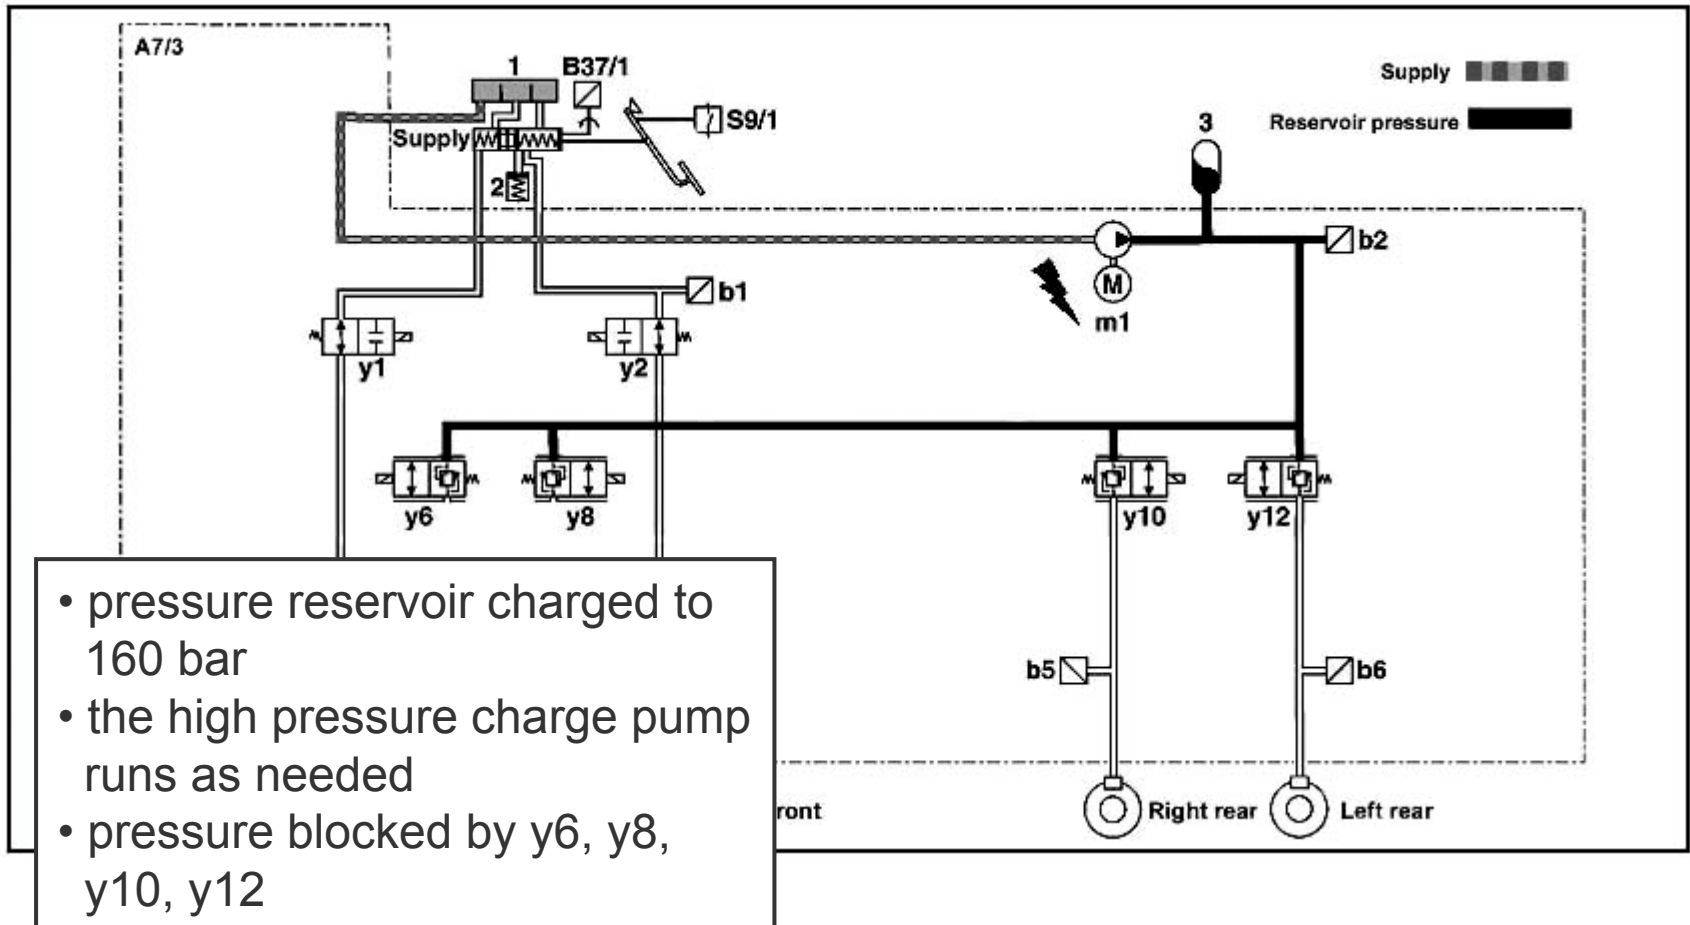 A7/3
1
B37/1
Supply
S9/1
3
Reservoir pressure
Supply
2
b2
b1
M
m1
y1
y2
y6
y8
y10
y12
b5
b6
ront
Right rear
Left rear
• pressure reservoir charged to
160 bar
• the high pressure charge pump
runs as needed
• pressure blocked by y6, y8,
y10, y12